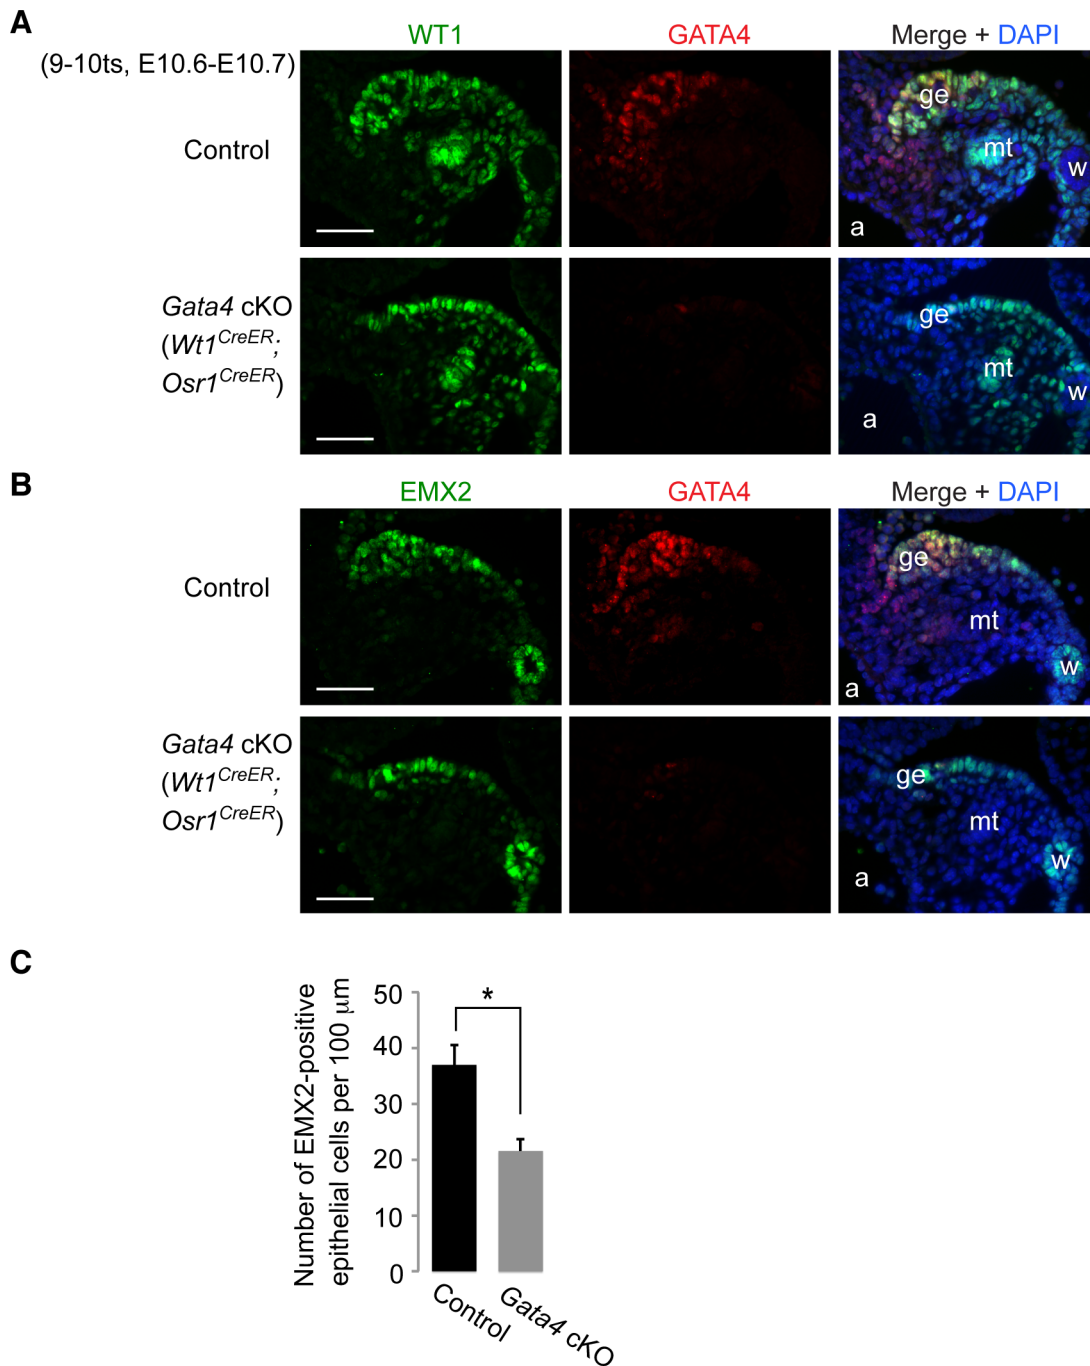 A
WT1 GATA4 Merge + DAPI
(9-10ts, E10.6-E10.7)
Control
ge
mt
w
a
Gata4 cKO
(Wt1CreER;
Osr1CreER)
ge
mt
w
a
B
EMX2 GATA4 Merge + DAPI
Control
ge
mt
w
a
Gata4 cKO
(Wt1CreER;
Osr1CreER)
ge
mt
w
a
C
Number of EMX2-positive
epithelial cells per 100 μm
50
40
30
20
10
0
*
Control
Gata4 cKO